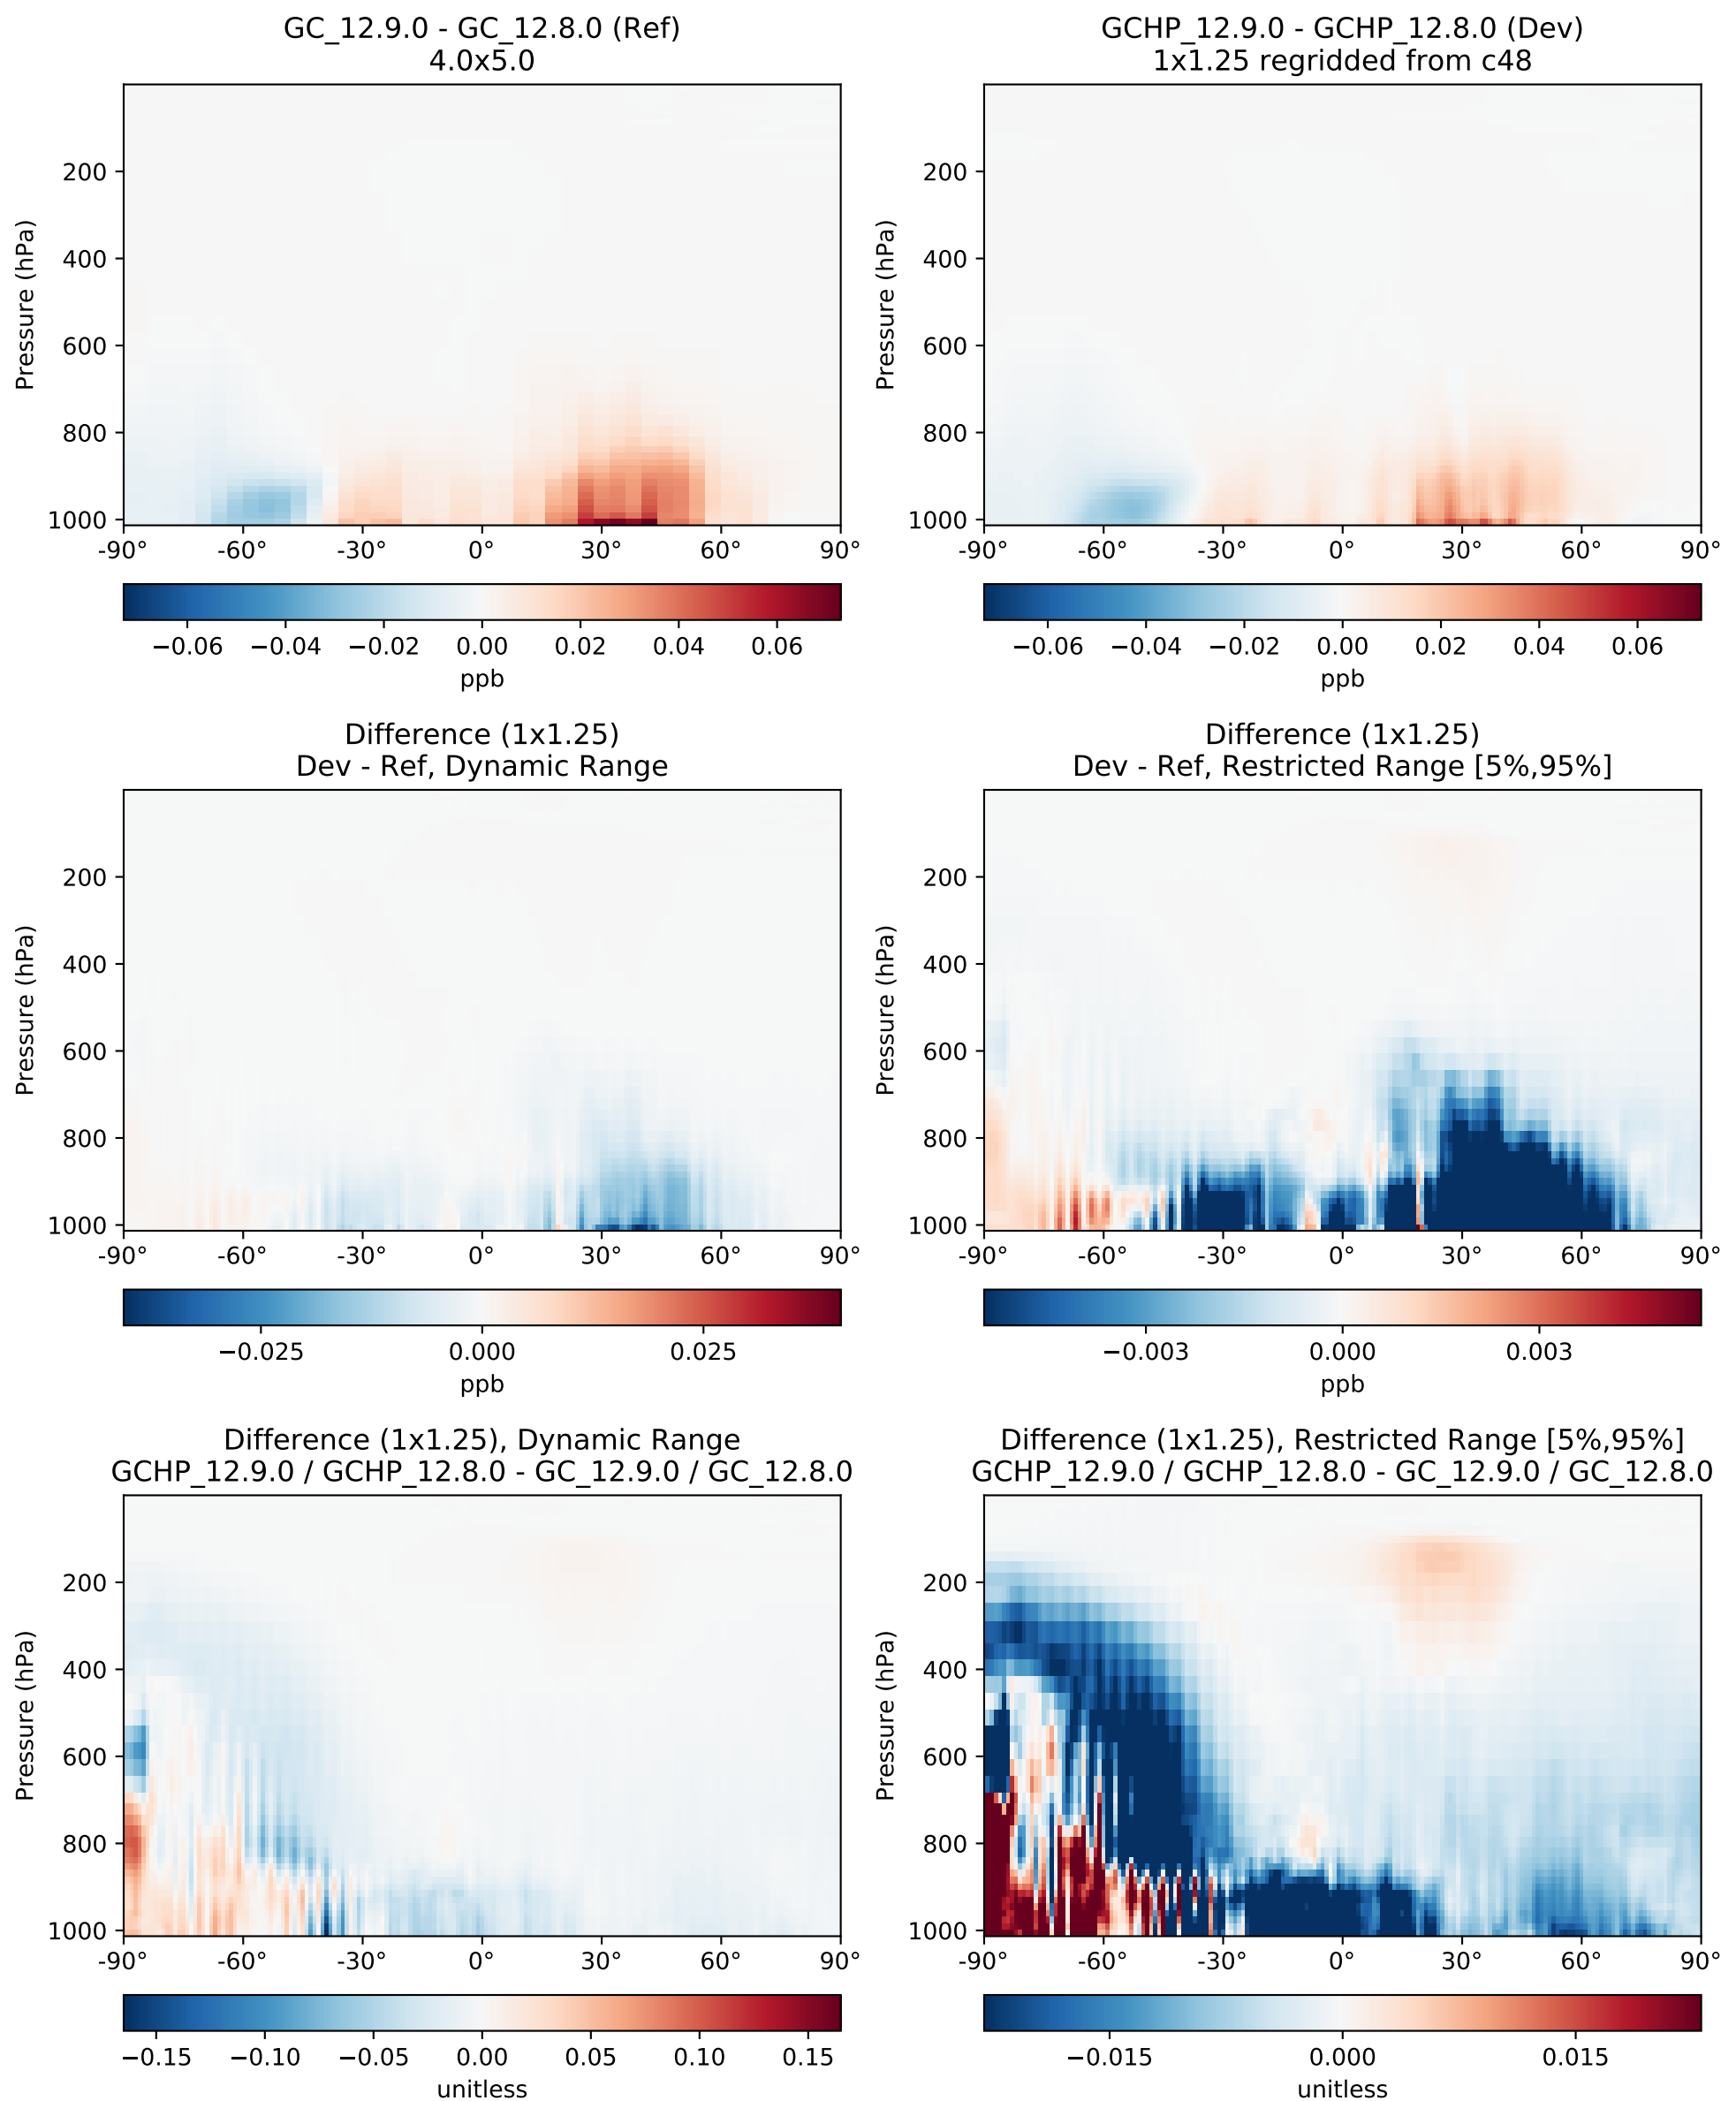 GC_12.9.0 - GC_12.8.0 (Ref)
4.0x5.0
Pressure (hPa)
200
400
600
800
1000
-90° -60° -30° 0° 30° 60° 90°
−0.06 −0.04 −0.02 0.00 0.02 0.04 0.06
ppb
GCHP_12.9.0 - GCHP_12.8.0 (Dev)
1x1.25 regridded from c48
Pressure (hPa)
200
400
600
800
1000
-90° -60° -30° 0° 30° 60° 90°
−0.06 −0.04 −0.02 0.00 0.02 0.04 0.06
ppb
Difference (1x1.25)
Dev - Ref, Dynamic Range
Pressure (hPa)
200
400
600
800
1000
-90° -60° -30° 0° 30° 60° 90°
−0.025 0.000 0.025
ppb
Difference (1x1.25)
Dev - Ref, Restricted Range [5%,95%]
Pressure (hPa)
200
400
600
800
1000
-90° -60° -30° 0° 30° 60° 90°
−0.003 0.000 0.003
ppb
Difference (1x1.25), Dynamic Range
GCHP_12.9.0 / GCHP_12.8.0 - GC_12.9.0 / GC_12.8.0
Pressure (hPa)
200
400
600
800
1000
-90° -60° -30° 0° 30° 60° 90°
−0.15 −0.10 −0.05 0.00 0.05 0.10 0.15
unitless
Difference (1x1.25), Restricted Range [5%,95%]
GCHP_12.9.0 / GCHP_12.8.0 - GC_12.9.0 / GC_12.8.0
Pressure (hPa)
200
400
600
800
1000
-90° -60° -30° 0° 30° 60° 90°
−0.015 0.000 0.015
unitless